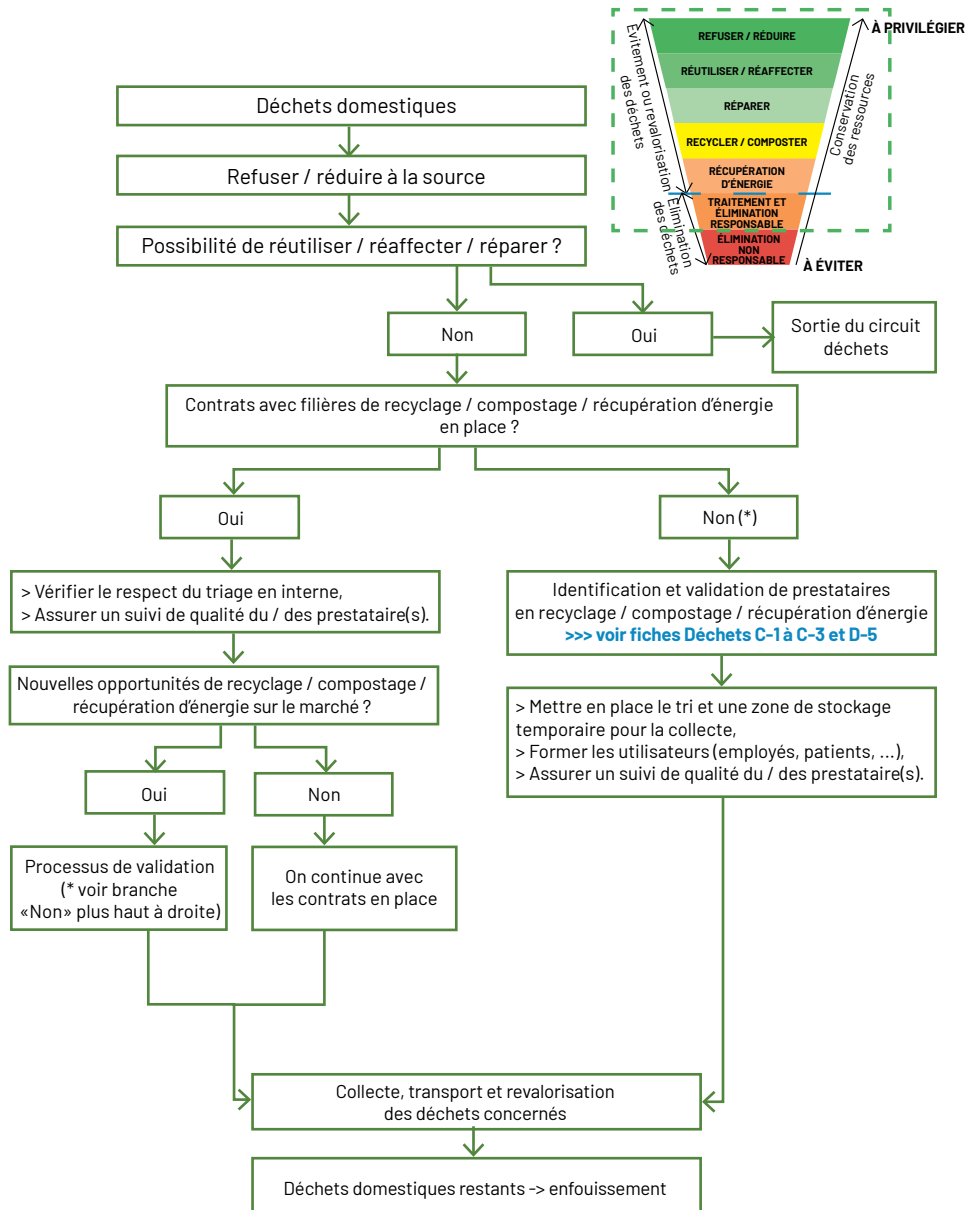 REFUSER / RÉDUIRE
À PRIVILÉGIER
RÉUTILISER / RÉAFFECTER
RÉPARER
RECYCLER / COMPOSTER
RÉCUPÉRATION
D'ÉNERGIE
TRAITEMENT ET
ÉLIMINATION
RESPONSABLE
ÉLIMINATION
NON
RESPONSABLE
À ÉVITER
Evitement ou revalorisation
des déchets
Élimination
des déchets
Conservation
des ressources
Déchets domestiques
Refuser / réduire à la source
Possibilité de réutiliser / réaffecter / réparer ?
Non
Oui
Sortie du circuit
déchets
Contrats avec filières de recyclage / compostage / récupération d'énergie
en place ?
Oui
Non (*)
> Vérifier le respect du triage en interne,
> Assurer un suivi de qualité du / des prestataire(s).
Identification et validation de prestataires
en recyclage / compostage / récupération d'énergie
>>> voir fiches Déchets C-1 à C-3 et D-5
Nouvelles opportunités de recyclage / compostage /
récupération d'énergie sur le marché ?
> Mettre en place le tri et une zone de stockage
temporaire pour la collecte,
> Former les utilisateurs (employés, patients, ...),
> Assurer un suivi de qualité du / des prestataire(s).
Oui
Non
Processus de validation
(* voir branche
«Non» plus haut à droite)
On continue avec
les contrats en place
Collecte, transport et revalorisation
des déchets concernés
Déchets domestiques restants -> enfouissement